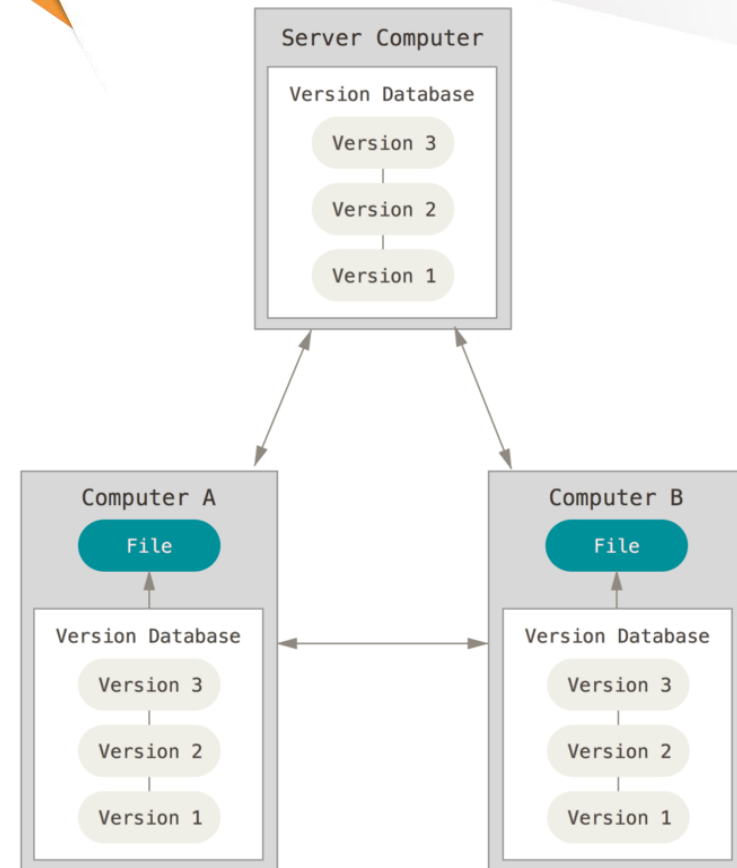 Server Computer
Version Database
Version 3
Version 2
Version 1
Computer A
File
Version Database
Version 3
Version 2
Version 1
Computer B
File
Version Database
Version 3
Version 2
Version 1